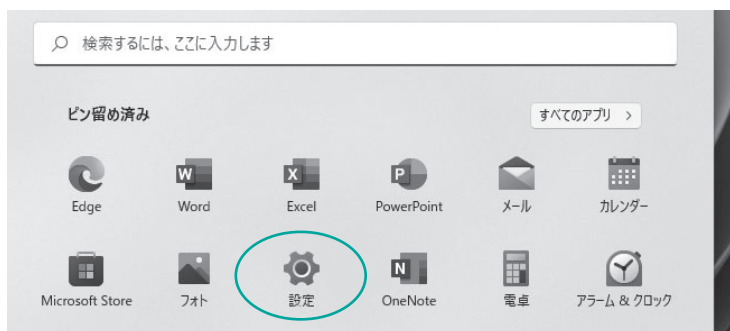 検索するには、ここに入力します
ピン留め済み
すべてのアプリ >
Edge
Word
Excel
PowerPoint
メール
カレンダー
Microsoft Store
フォト
設定
OneNote
電卓
アラーム & クロック